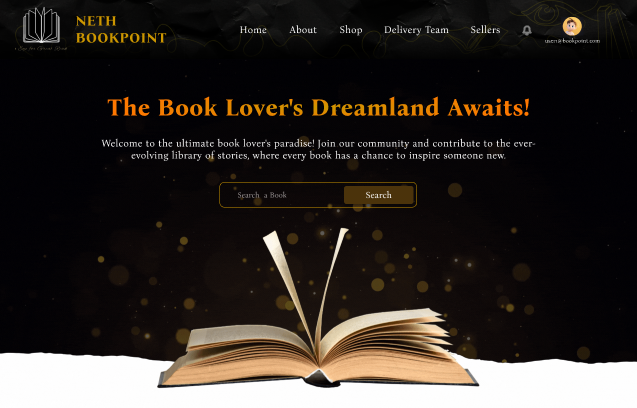 NETH
BOOKPOINT
Home About Shop Delivery Team Sellers
user@bookpoint.com
The Book Lover's Dreamland Awaits!
Welcome to the ultimate book lover's paradise! Join our community and contribute to the ever-
evolving library of stories, where every book has a chance to inspire someone new.
Search a Book Search